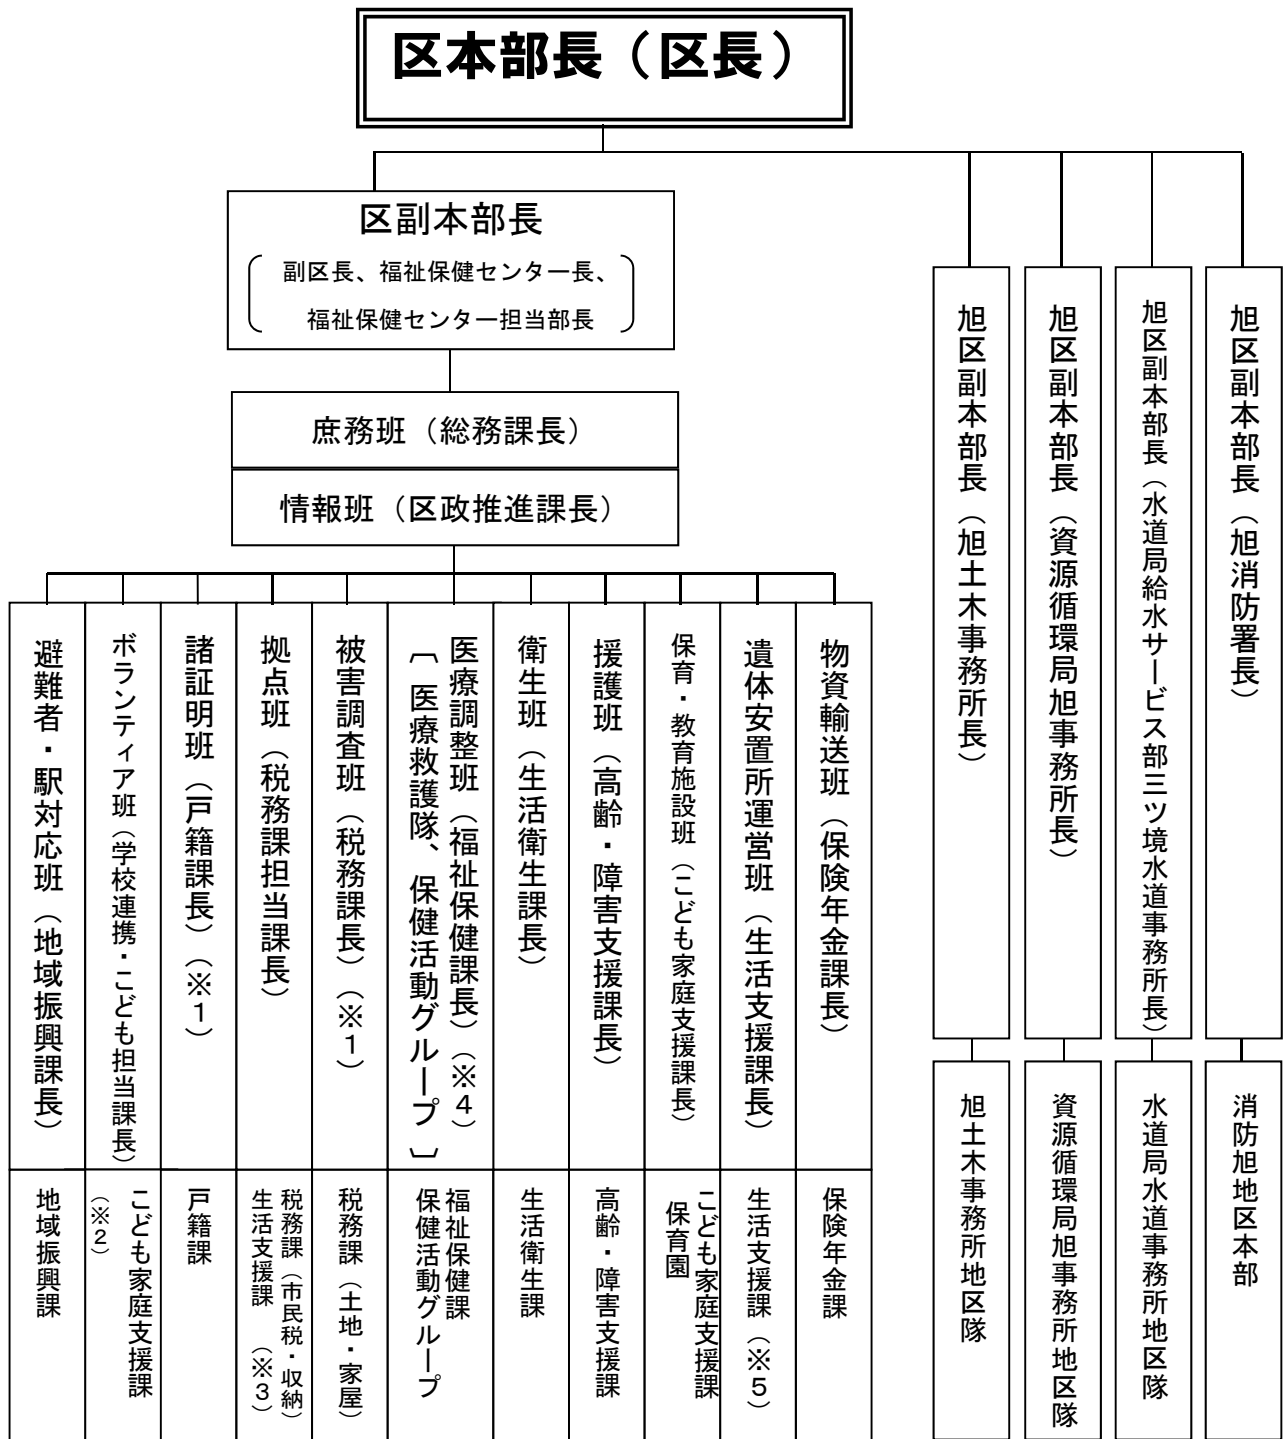 区本部長（区長）
区副本部長
副区長、福祉保健センター長、
福祉保健センター担当部長
庶務班（総務課長）
情報班（区政推進課長）
避難者・駅対応班（地域振興課長）
ボランティア班（学校連携・こども担当課長）
諸証明班（戸籍課長）（※１）
拠点班（税務課担当課長）
被害調査班（税務課長）（※１）
医療調整班（福祉保健課長）（※４）
〔医療救護隊、保健活動グループ〕
衛生班（生活衛生課長）
援護班（高齢・障害支援課長）
保育・教育施設班（こども家庭支援課長）
遺体安置所運営班（生活支援課長）
物資輸送班（保険年金課長）
地域振興課
こども家庭支援課
（※２）
戸籍課
税務課（市民税・収納）
生活支援課　（※３）
税務課（土地・家屋）
福祉保健課
保健活動グループ
生活衛生課
高齢・障害支援課
こども家庭支援課
保育園
生活支援課（※５）
保険年金課
旭区副本部長（旭土木事務所長）
旭区副本部長（資源循環局旭事務所長）
旭区副本部長（水道局給水サービス部三ツ境水道事務所長）
旭区副本部長（旭消防署長）
旭土木事務所地区隊
資源循環局旭事務所地区隊
水道局水道事務所地区隊
消防旭地区本部